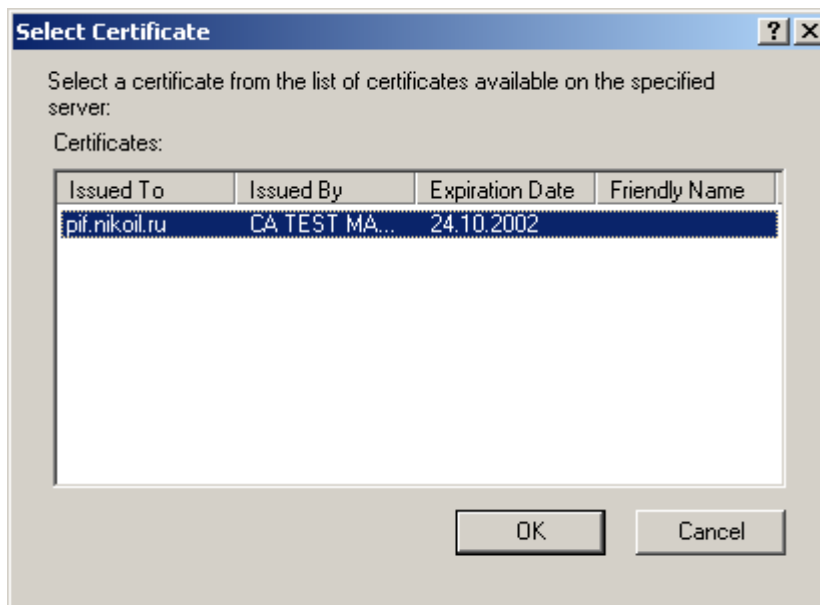 Select Certificate
Select a certificate from the list of certificates available on the specified
server:
Certificates:
Issued To Issued By Expiration Date Friendly Name
pif.nikoil.ru CA TEST MA... 24.10.2002
OK Cancel